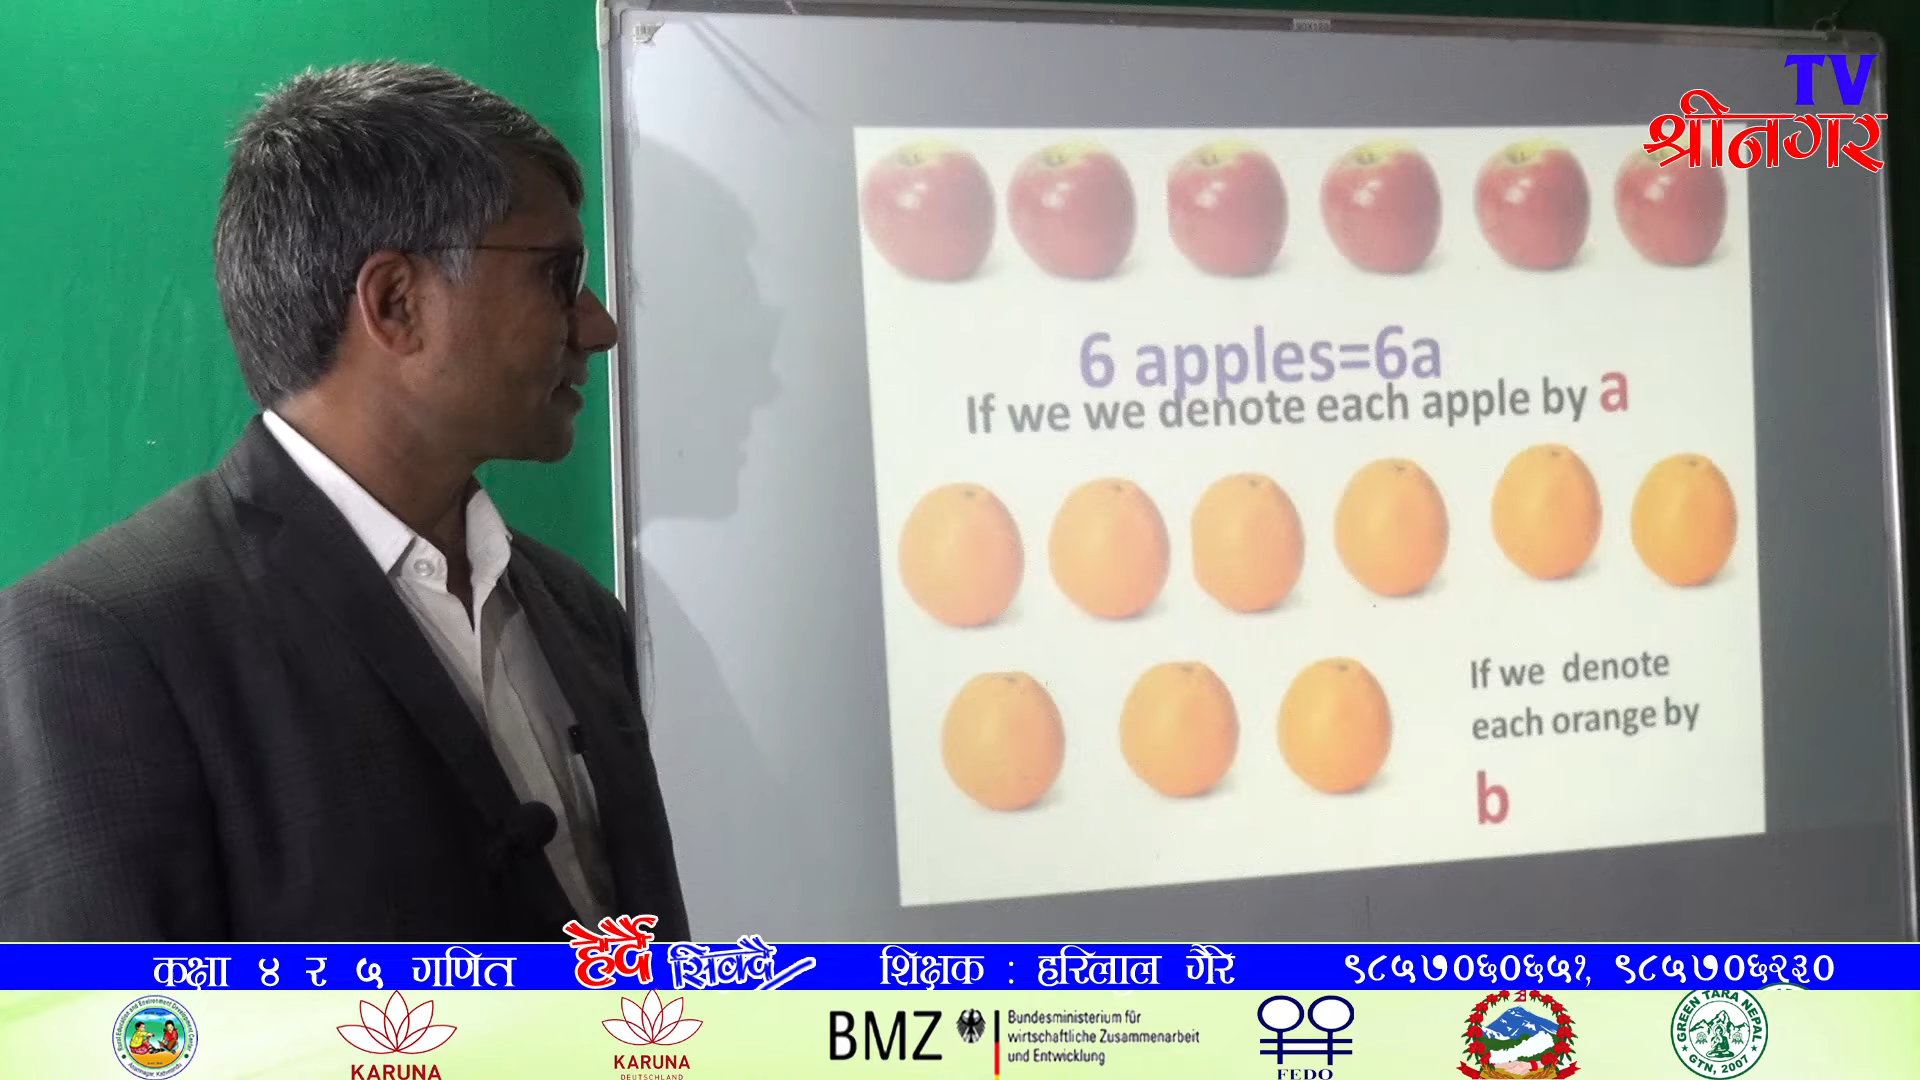 TV
श्रीनगर
6 apples=6a
If we we denote each apple by a
If we denote
each orange by
b
कक्षा ४ र ५ गणित
हेर्दै सिक्दै
शिक्षक : हरिलाल गैरे
९८५७०६०६५१, ९८५७०६२२३०
KARUNA
KARUNA
DEUTSCHLAND
BMZ
Bundesministerium für
wirtschaftliche Zusammenarbeit
und Entwicklung
FEDO
GREEN TARA NEPAL
GTN, 2007